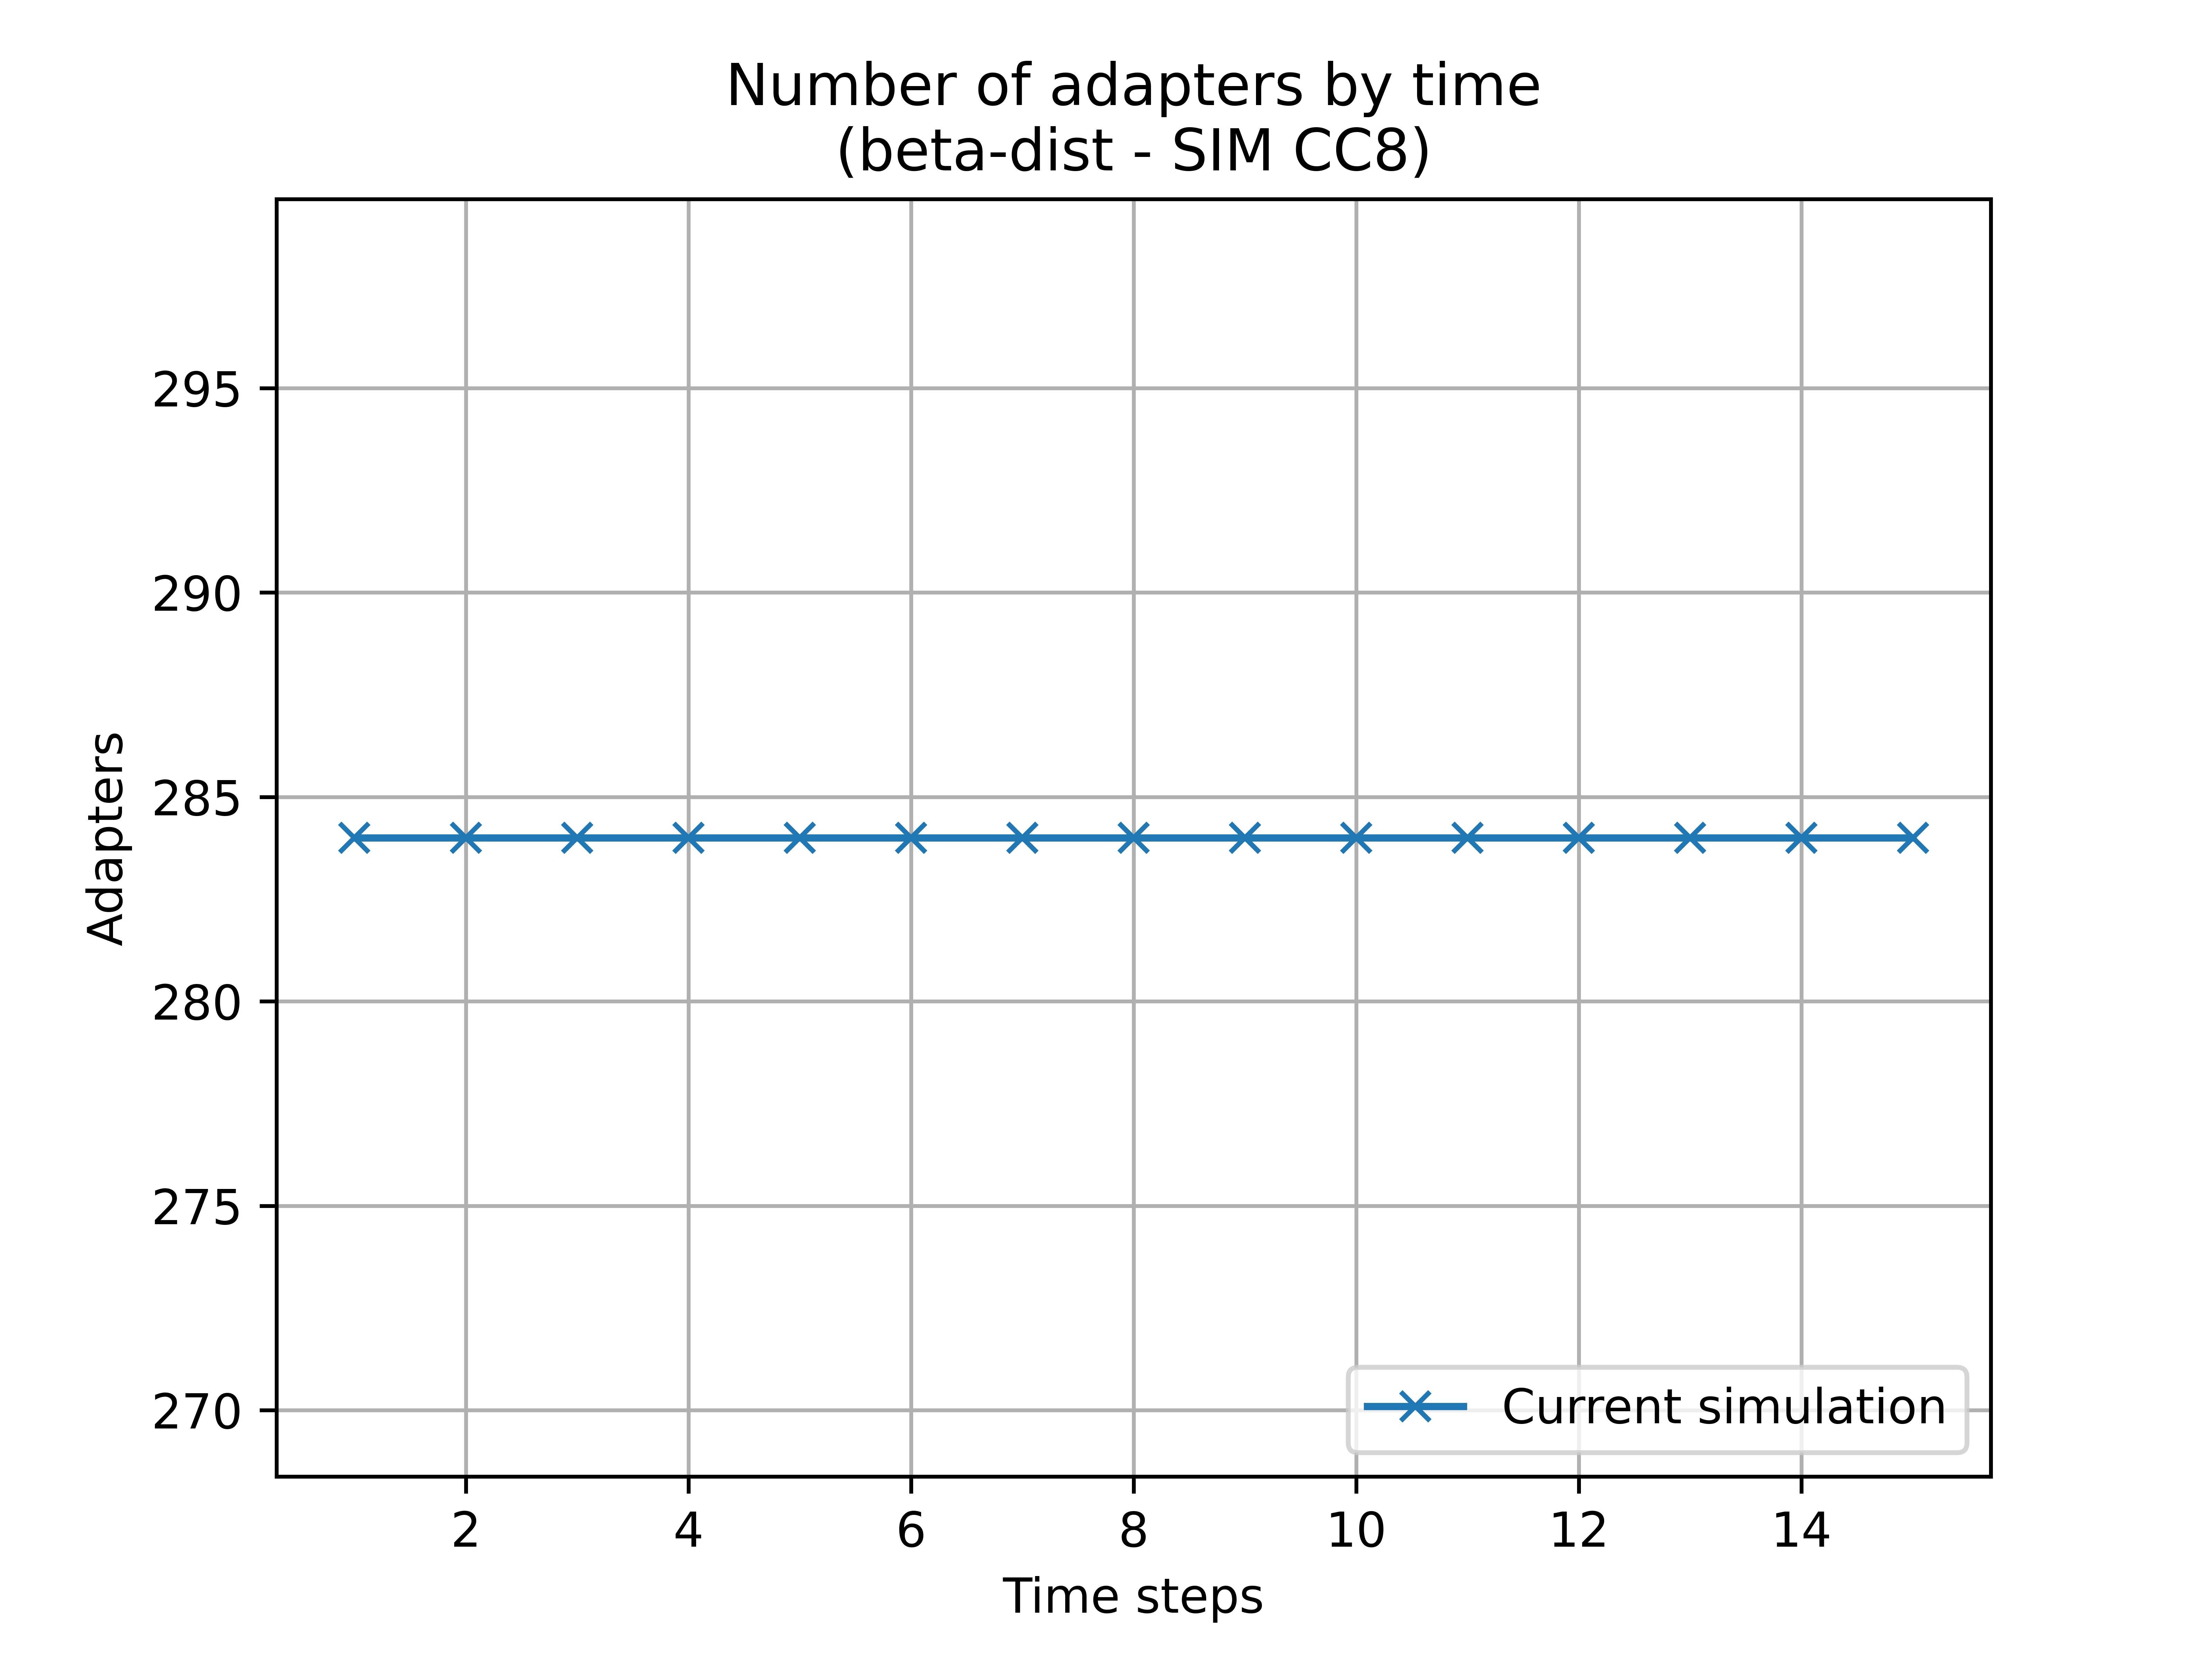 Number of adapters by time
(beta-dist - SIM CC8)
295
290
285
280
275
270
Adapters
Current simulation
2 4 6 8 10 12 14
Time steps